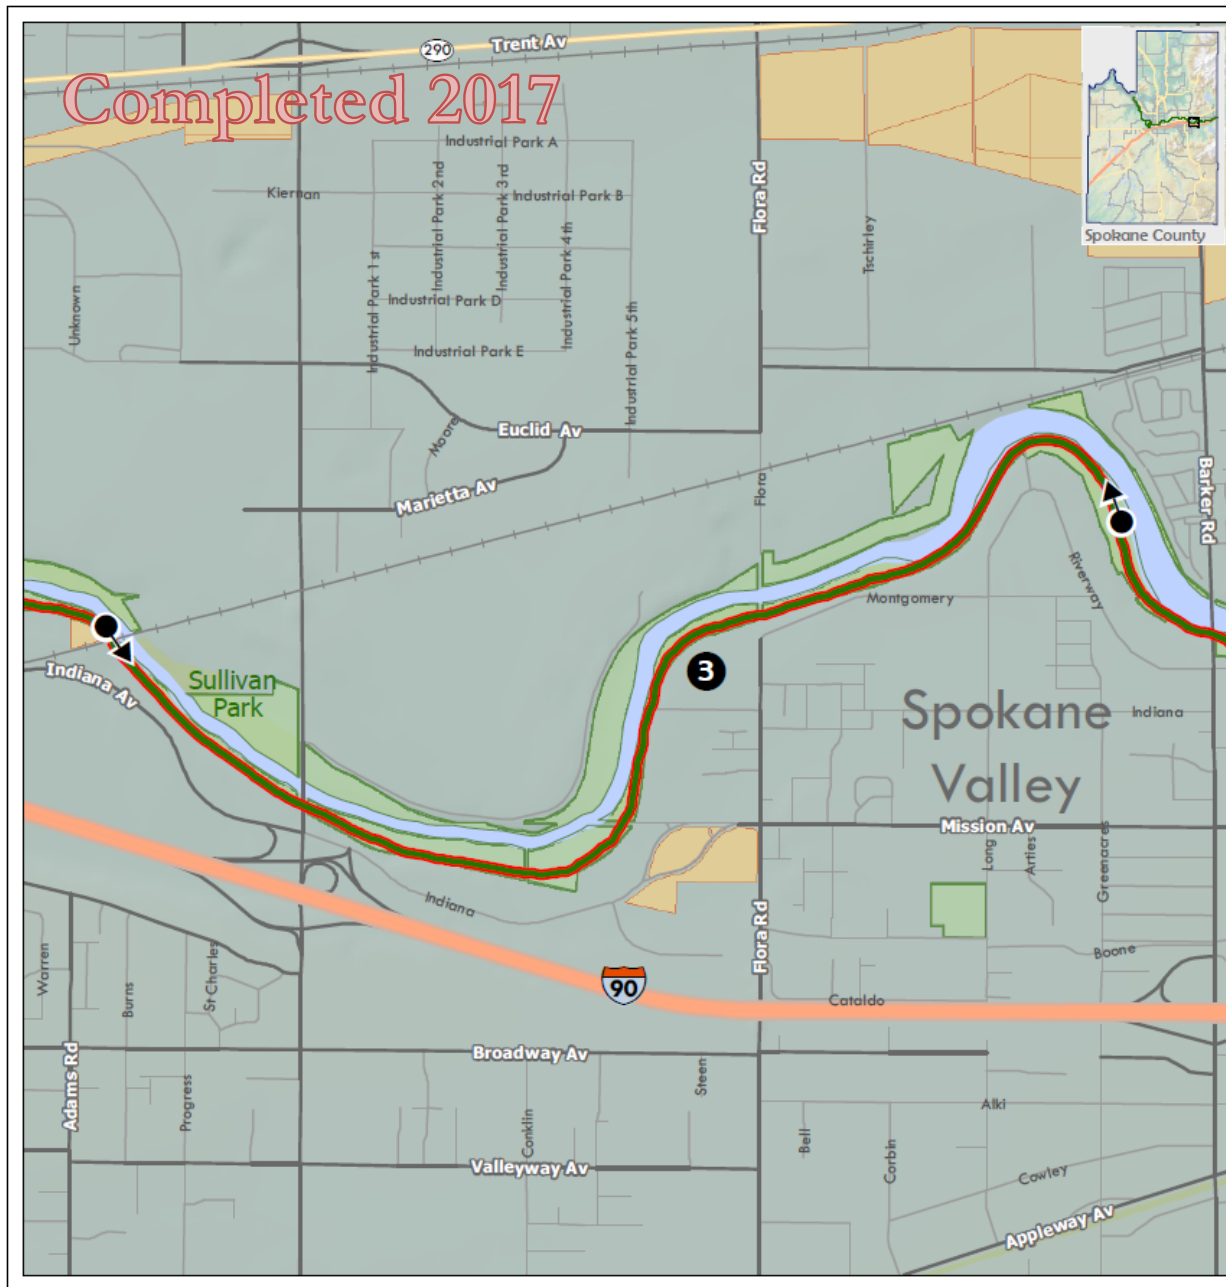 290
Trent Av
Completed 2017
Spokane County
Industrial Park A
Kiernan
Industrial Park 2nd
Industrial Park 3rd
Industrial Park B
Flora Rd
Tschirley
Industrial Park 1st
Industrial Park 4th
Unknown
Industrial Park D
Industrial Park 5th
Industrial Park E
Moore
Euclid Av
Marietta Av
Flora
Barker Rd
Riverway
Montgomery
Indiana Av
Sullivan
Park
3
Spokane
Valley
Indiana
Mission Av
Long
Arties
Greenacres
Indiana
Flora Rd
Warren
Burns
St Charles
Boone
90
Cataldo
Broadway Av
Adams Rd
Progress
Steen
Conklin
Alki
Bell
Corbin
Valleyway Av
Cowley
Appleway Av